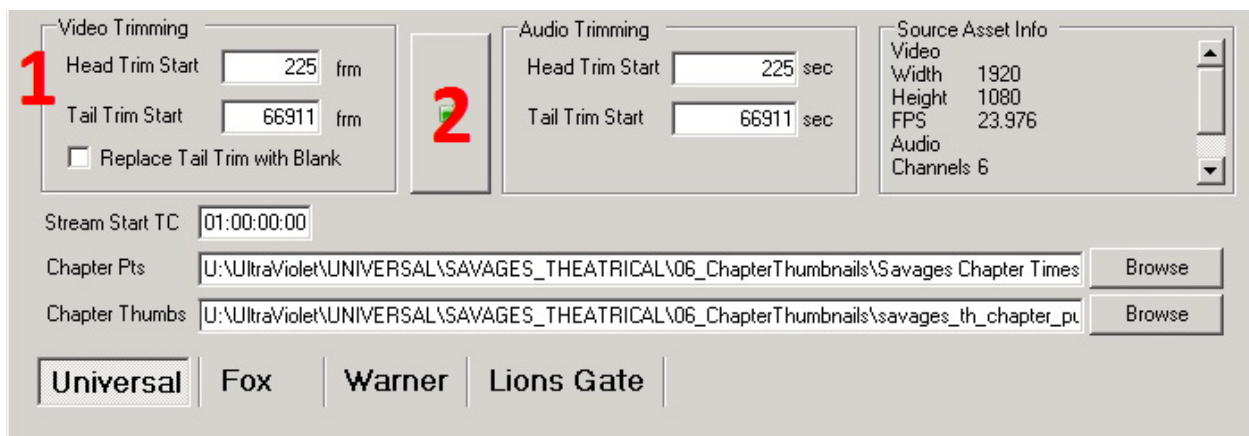 Video Trimming
1
Head Trim Start 225 frm
Tail Trim Start 66911 frm
Replace Tail Trim with Blank
2
Audio Trimming
Head Trim Start 225 sec
Tail Trim Start 66911 sec
Source Asset Info
Video
Width 1920
Height 1080
FPS 23.976
Audio
Channels 6
Stream Start TC 01:00:00:00
Chapter Pts U:\UltraViolet\UNIVERSAL\SAVAGES_THEATRICAL\06_ChapterThumbnails\Savages Chapter Times Browse
Chapter Thumbs U:\UltraViolet\UNIVERSAL\SAVAGES_THEATRICAL\06_ChapterThumbnails\savages_th_chapter_pu Browse
Universal Fox Warner Lions Gate